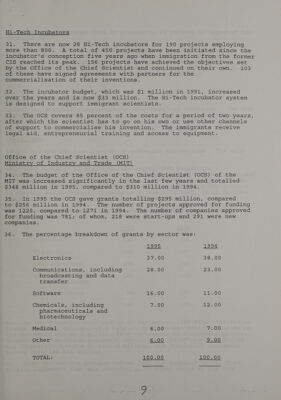 Hi-Tech Incubators
31. There are now 28 Hi-Tech incubators for 190 projects employing
more than 800. A total of 450 projects have been initiated since the
incubator's conception five years ago when immigration from the former
CIS reached its peak. 156 projects have achieved the objectives set
by the Office of the Chief Scientist and continued on their own. 103
of these have signed agreements with partners for the
commercialisation of their inventions.
32. The incubator budget, which was $1 million in 1991, increased
over the years and is now $33 million. The Hi-Tech incubator system
is designed to support immigrant scientists.
33. The OCS covers 85 percent of the costs for a period of two years,
after which the scientist has to go on his own or use other channels
of support to commercialise his invention. The immigrants receive
legal aid, entrepreneurial training and access to equipment.
Office of the Chief Scientist (OCS)
Ministry of Industry and Trade (MIT)
34. The budget of the Office of the Chief Scientist (OCS) of the
MIT was increased significantly in the last few years and totalled
$348 million in 1995, compared to $310 million in 1994.
35. In 1995 the OCS gave grants totalling $295 million, compared
to $256 million in 1994. The number of projects approved for funding
was 1220, compared to 1271 in 1994. The number of companies approved
for funding was 781; of whom, 218 were start-ups and 291 were new
companies.
36. The percentage breakdown of grants by sector was:
1995 1994
Electronics 37.00 38.00
Communications, including 28.00 23.00
broadcasting and data
transfer
Software 16.00 11.00
Chemicals, including 7.00 12.00
pharmaceuticals and
biotechnology
Medical 6.00 7.00
Other 6.00 9.00
TOTAL: 100.00 100.00
9